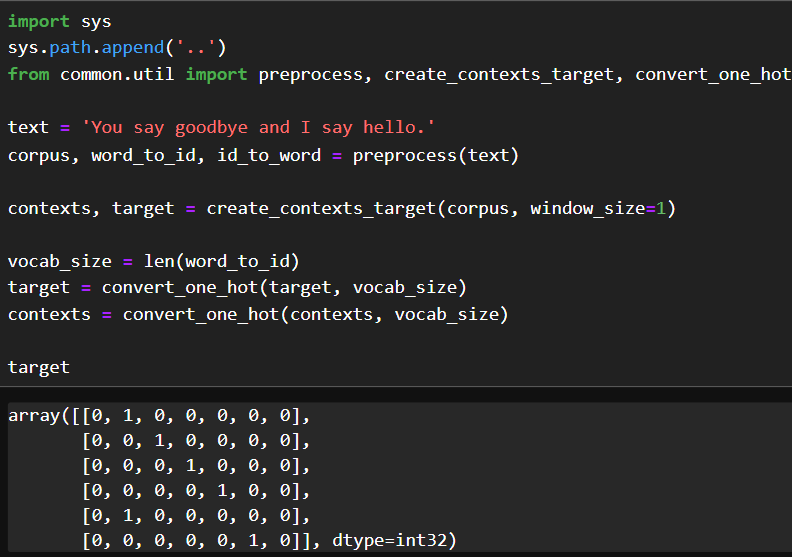 import sys
sys.path.append('..')
from common.util import preprocess, create_contexts_target, convert_one_hot
text = 'You say goodbye and I say hello.'
corpus, word_to_id, id_to_word = preprocess(text)
contexts, target = create_contexts_target(corpus, window_size=1)
vocab_size = len(word_to_id)
target = convert_one_hot(target, vocab_size)
contexts = convert_one_hot(contexts, vocab_size)
target
array([[0, 1, 0, 0, 0, 0, 0],
[0, 0, 1, 0, 0, 0, 0],
[0, 0, 0, 1, 0, 0, 0],
[0, 0, 0, 0, 1, 0, 0],
[0, 1, 0, 0, 0, 0, 0],
[0, 0, 0, 0, 0, 1, 0]], dtype=int32)